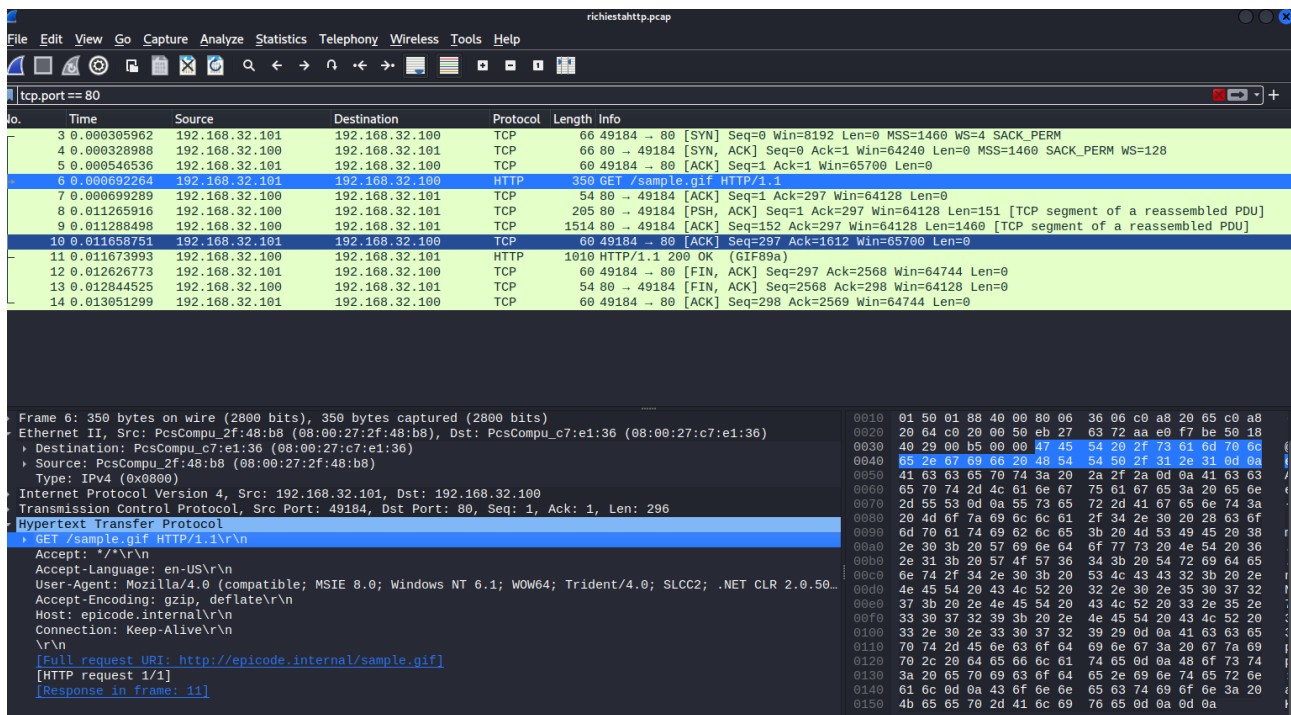 richiestahttp.pcap
File Edit View Go Capture Analyze Statistics Telephony Wireless Tools Help
tcp.port == 80
No. Time Source Destination Protocol Length Info
3 0.000305962 192.168.32.101 192.168.32.100 TCP 66 49184 → 80 [SYN] Seq=0 Win=8192 Len=0 MSS=1460 WS=4 SACK_PERM
4 0.000328988 192.168.32.100 192.168.32.101 TCP 66 80 → 49184 [SYN, ACK] Seq=0 Ack=1 Win=64240 Len=0 MSS=1460 SACK_PERM WS=128
5 0.000546536 192.168.32.101 192.168.32.100 TCP 60 49184 → 80 [ACK] Seq=1 Ack=1 Win=65700 Len=0
6 0.000692264 192.168.32.101 192.168.32.100 HTTP 350 GET /sample.gif HTTP/1.1
7 0.000699289 192.168.32.100 192.168.32.101 TCP 54 80 → 49184 [ACK] Seq=1 Ack=297 Win=64128 Len=0
8 0.011265916 192.168.32.100 192.168.32.101 TCP 205 80 → 49184 [PSH, ACK] Seq=1 Ack=297 Win=64128 Len=151 [TCP segment of a reassembled PDU]
9 0.011288498 192.168.32.100 192.168.32.101 TCP 1514 80 → 49184 [ACK] Seq=152 Ack=297 Win=64128 Len=1460 [TCP segment of a reassembled PDU]
10 0.011658751 192.168.32.101 192.168.32.100 TCP 60 49184 → 80 [ACK] Seq=297 Ack=1612 Win=65700 Len=0
11 0.011673993 192.168.32.100 192.168.32.101 HTTP 1010 HTTP/1.1 200 OK (GIF89a)
12 0.012626773 192.168.32.101 192.168.32.100 TCP 60 49184 → 80 [FIN, ACK] Seq=297 Ack=2568 Win=64744 Len=0
13 0.012844525 192.168.32.100 192.168.32.101 TCP 54 80 → 49184 [FIN, ACK] Seq=2568 Ack=298 Win=64128 Len=0
14 0.013051299 192.168.32.101 192.168.32.100 TCP 60 49184 → 80 [ACK] Seq=298 Ack=2569 Win=64744 Len=0
Frame 6: 350 bytes on wire (2800 bits), 350 bytes captured (2800 bits)
Ethernet II, Src: PcsCompu_2f:48:b8 (08:00:27:2f:48:b8), Dst: PcsCompu_c7:e1:36 (08:00:27:c7:e1:36)
Destination: PcsCompu_c7:e1:36 (08:00:27:c7:e1:36)
Source: PcsCompu_2f:48:b8 (08:00:27:2f:48:b8)
Type: IPv4 (0x0800)
Internet Protocol Version 4, Src: 192.168.32.101, Dst: 192.168.32.100
Transmission Control Protocol, Src Port: 49184, Dst Port: 80, Seq: 1, Ack: 1, Len: 296
Hypertext Transfer Protocol
GET /sample.gif HTTP/1.1\r\n
Accept: */*\r\n
Accept-Language: en-US\r\n
User-Agent: Mozilla/4.0 (compatible; MSIE 8.0; Windows NT 6.1; WOW64; Trident/4.0; SLCC2; .NET CLR 2.0.50…
Accept-Encoding: gzip, deflate\r\n
Host: epicode.internal\r\n
Connection: Keep-Alive\r\n
\r\n
[Full request URI: http://epicode.internal/sample.gif]
[HTTP request 1/1]
[Response in frame: 11]
0010 01 50 01 88 40 00 80 06 36 06 c0 a8 20 65 c0 a8
0020 20 64 c0 20 00 50 eb 27 63 72 aa e0 f7 be 50 18
0030 40 29 00 b5 00 00 47 45 54 20 2f 73 61 6d 70 6c
0040 65 2e 67 69 66 20 48 54 54 50 2f 31 2e 31 0d 0a
0050 41 63 63 65 70 74 3a 20 2a 2f 2a 0d 0a 41 63 63
0060 65 70 74 2d 4c 61 6e 67 75 61 67 65 3a 20 65 6e
0070 2d 55 53 0d 0a 55 73 65 72 2d 41 67 65 6e 74 3a
0080 20 4d 6f 7a 69 6c 6c 61 2f 34 2e 30 20 28 63 6f
0090 6d 70 61 74 69 62 6c 65 3b 20 4d 53 49 45 20 38
00a0 2e 30 3b 20 57 69 6e 64 6f 77 73 20 4e 54 20 36
00b0 2e 31 3b 20 57 4f 57 36 34 3b 20 54 72 69 64 65
00c0 6e 74 2f 34 2e 30 3b 20 53 4c 43 43 32 3b 20 2e
00d0 4e 45 54 20 43 4c 52 20 32 2e 30 2e 35 30 37 32
00e0 37 3b 20 2e 4e 45 54 20 43 4c 52 20 33 2e 35 2e
00f0 33 30 37 32 39 3b 20 2e 4e 45 54 20 43 4c 52 20
0100 33 2e 30 2e 33 30 37 32 39 29 0d 0a 41 63 63 65
0110 70 74 2d 45 6e 63 6f 64 69 6e 67 3a 20 67 7a 69
0120 70 2c 20 64 65 66 6c 61 74 65 0d 0a 48 6f 73 74
0130 3a 20 65 70 69 63 6f 64 65 2e 69 6e 74 65 72 6e
0140 61 6c 0d 0a 43 6f 6e 6e 65 63 74 69 6f 6e 3a 20
0150 4b 65 65 70 2d 41 6c 69 76 65 0d 0a 0d 0a